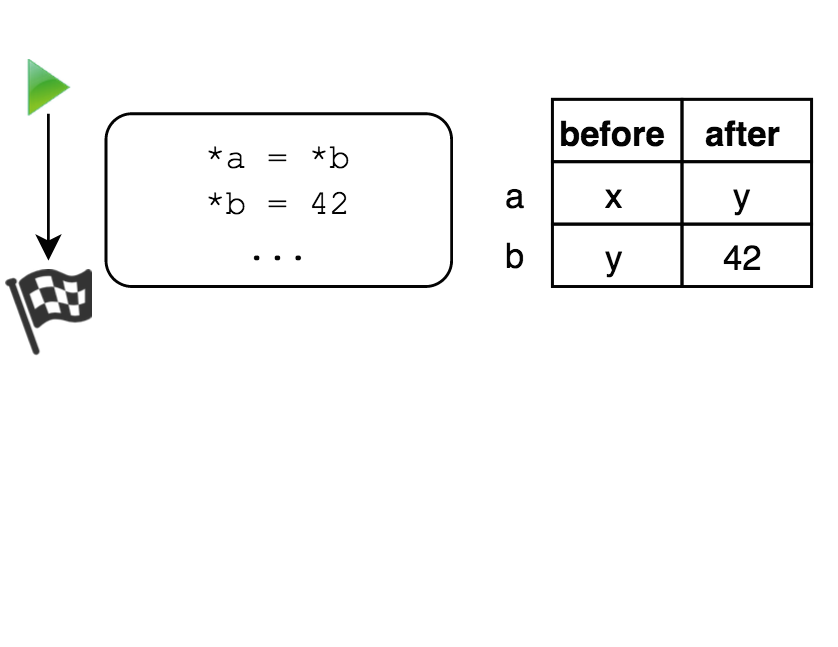 *a = *b
*b = 42
...
before after
a x y
b y 42